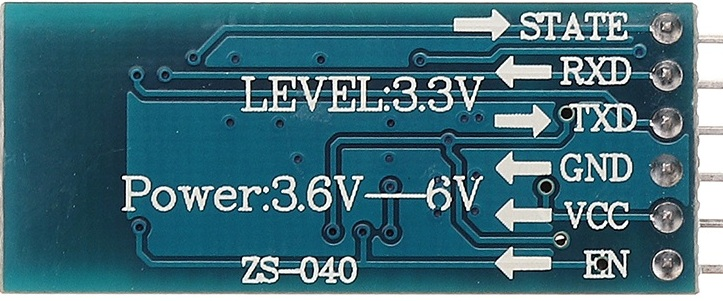 STATE
RXD
LEVEL:3.3V
TXD
GND
Power:3.6V—6V
VCC
EN
ZS-040